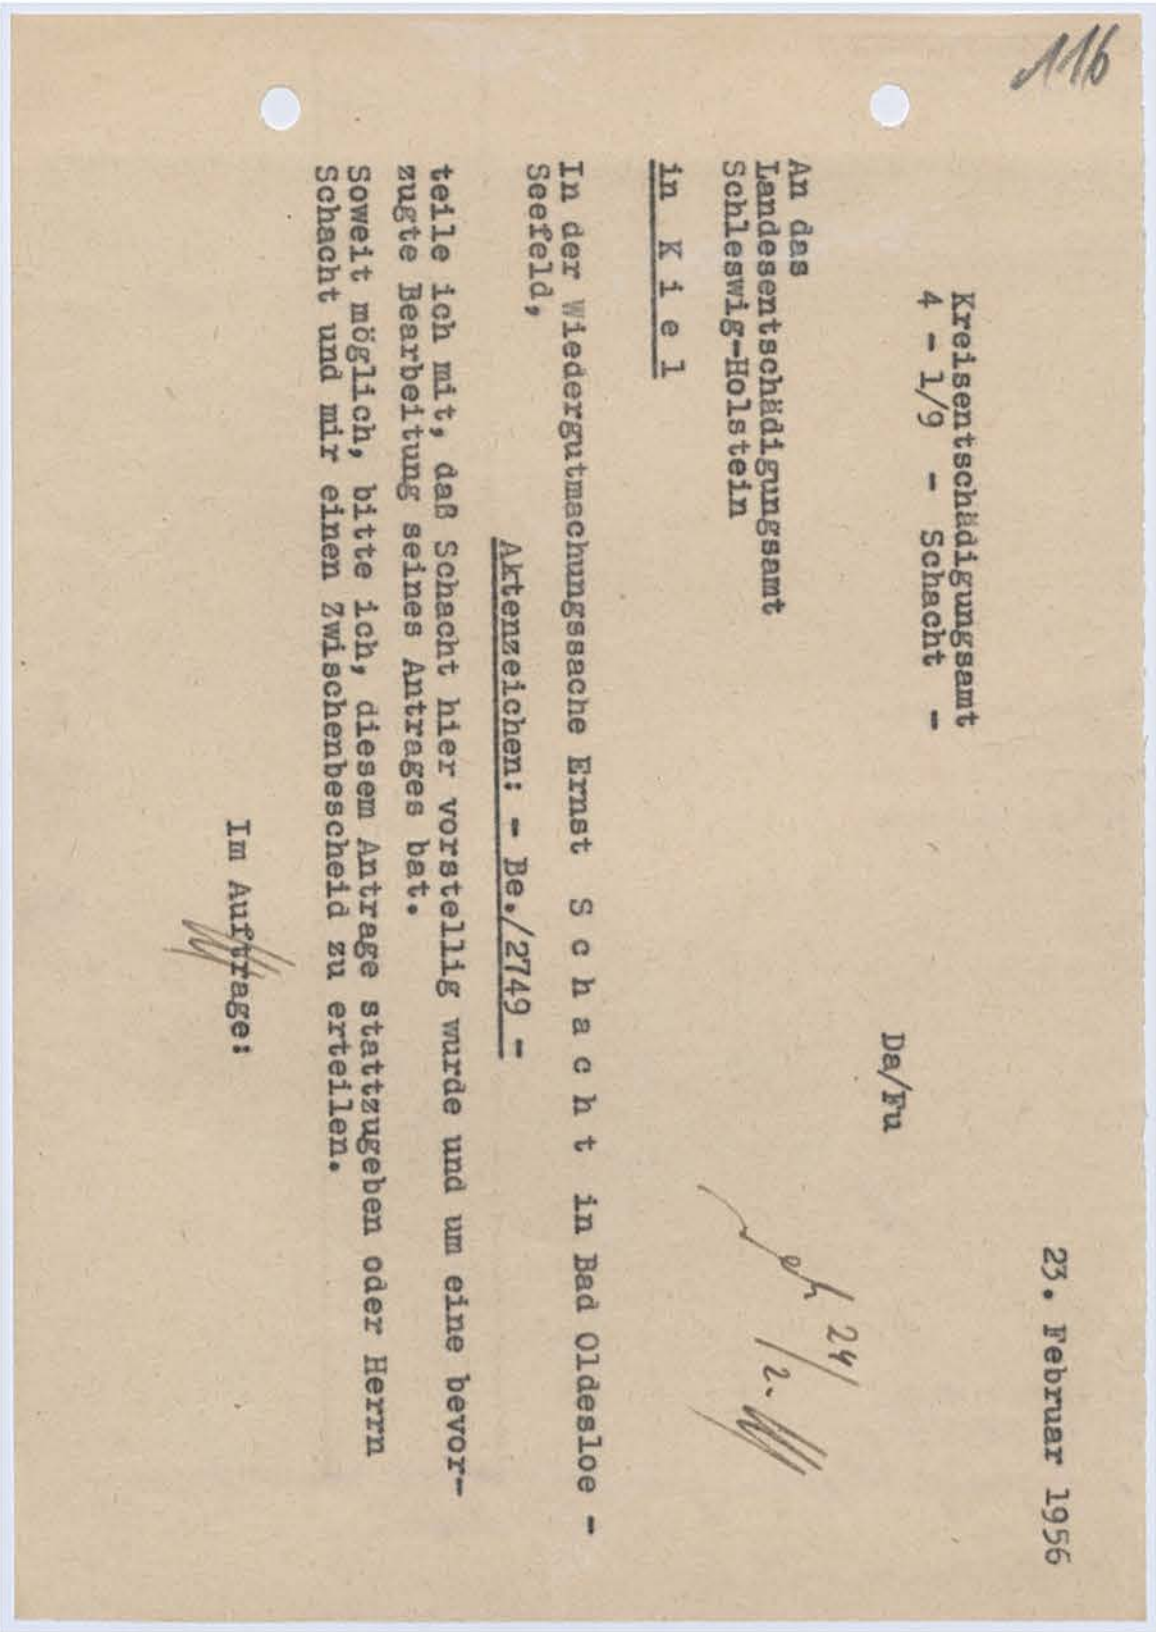 116
23. Februar 1956
Kreisentschädigungsamt
4 - 1/9 - Schacht -
Da/Fu
An das
Landesentschädigungsamt
Schleswig-Holstein
in K i e l
24/2.
In der Wiedergutmachungssache Ernst S c h a c h t in Bad Oldesloe -
Seefeld,
Aktenzeichen: - Be./2749 -
teile ich mit, daß Schacht hier vorstellig wurde und um eine bevor-
zugte Bearbeitung seines Antrages bat.
Soweit möglich, bitte ich, diesem Antrage stattzugeben oder Herrn
Schacht und mir einen Zwischenbescheid zu erteilen.
Im Auftrage: